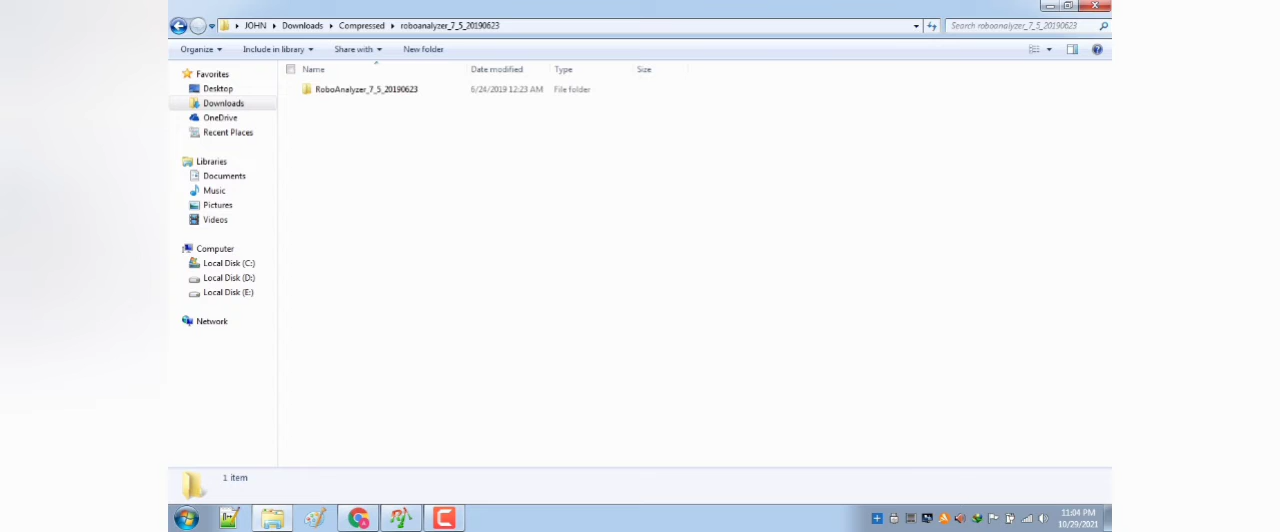 JOHN Downloads Compressed roboanalyzer_7_5_20190623 Search roboanalyzer_7_5_20190623
Organize Include in library Share with New folder
Name Date modified Type Size
RoboAnalyzer_7_5_20190623 6/24/2019 12:23 AM File folder
Favorites
Desktop
Downloads
OneDrive
Recent Places
Libraries
Documents
Music
Pictures
Videos
Computer
Local Disk (C:)
Local Disk (D:)
Local Disk (E:)
Network
1 item
11:04 PM
10/29/2021